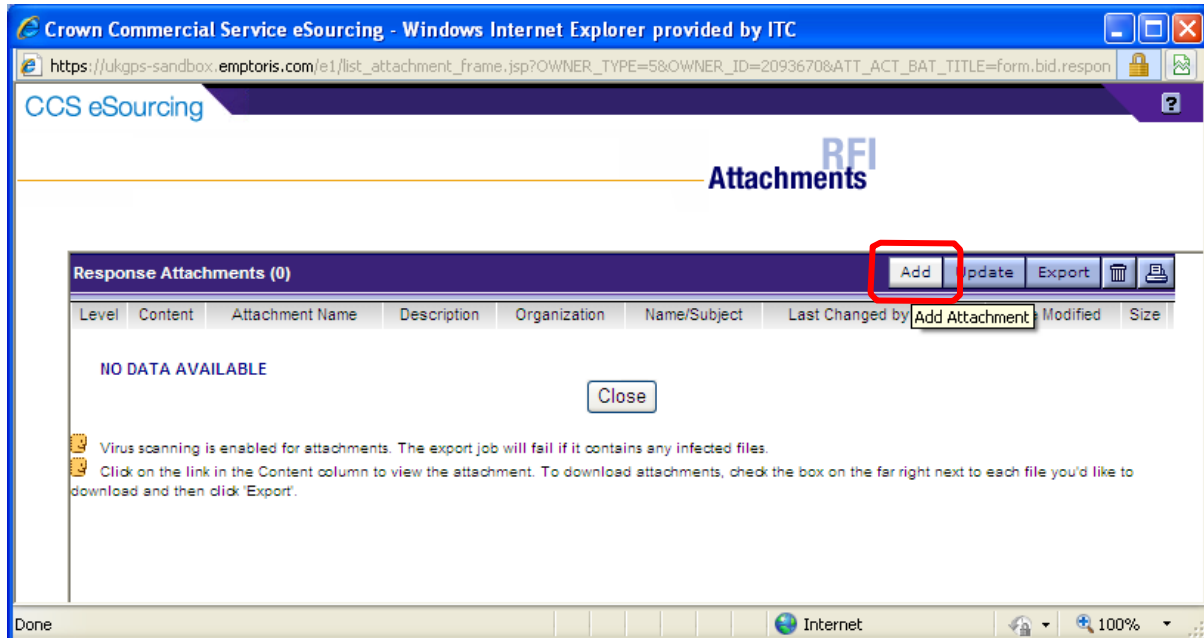 Crown Commercial Service eSourcing - Windows Internet Explorer provided by ITC
https://ukgps-sandbox.emptoris.com/e1/list_attachment_frame.jsp?OWNER_TYPE=5&OWNER_ID=2093670&ATT_ACT_BAT_TITLE=form.bid.respon
CCS eSourcing
?
RFI
Attachments
Response Attachments (0) Add Update Export
Level Content Attachment Name Description Organization Name/Subject Last Changed by Modified Size
Add Attachment
NO DATA AVAILABLE
Close
Virus scanning is enabled for attachments. The export job will fail if it contains any infected files.
Click on the link in the Content column to view the attachment. To download attachments, check the box on the far right next to each file you'd like to
download and then click 'Export'.
Done Internet 100%